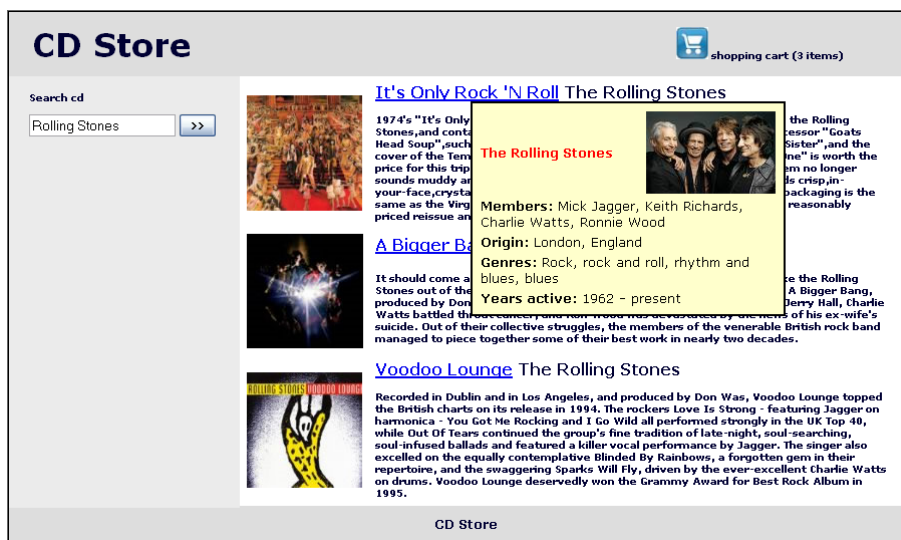 CD Store
shopping cart (3 items)
Search cd
Rolling Stones
>>
It's Only Rock 'N Roll The Rolling Stones
1974's "It's Only the Rolling
Stones,and conta cessor "Goats
Head Soup",such Sister",and the
cover of the Tem One" is worth the
price for this trip em no longer
sounds muddy ar ds crisp,in-
your-face,crysta packaging is the
same as the Virg reasonably
priced reissue an
The Rolling Stones
Members: Mick Jagger, Keith Richards,
Charlie Watts, Ronnie Wood
Origin: London, England
Genres: Rock, rock and roll, rhythm and
blues, blues
Years active: 1962 - present
A Bigger Ba
It should come a ke the Rolling
Stones out of the A Bigger Bang,
produced by Don Jerry Hall, Charlie
Watts battled of his ex-wife's
suicide. Out of their collective struggles, the members of the venerable British rock band
managed to piece together some of their best work in nearly two decades.
ROLLING STONES VOODOO LOUNGE
Voodoo Lounge The Rolling Stones
Recorded in Dublin and in Los Angeles, and produced by Don Was, Voodoo Lounge topped
the British charts on its release in 1994. The rockers Love Is Strong - featuring Jagger on
harmonica - You Got Me Rocking and I Go Wild all performed strongly in the UK Top 40,
while Out Of Tears continued the group's fine tradition of late-night, soul-searching,
soul-infused ballads and featured a killer vocal performance by Jagger. The singer also
excelled on the equally contemplative Blinded By Rainbows, a forgotten gem in their
repertoire, and the swaggering Sparks Will Fly, driven by the ever-excellent Charlie Watts
on drums. Voodoo Lounge deservedly won the Grammy Award for Best Rock Album in
1995.
CD Store